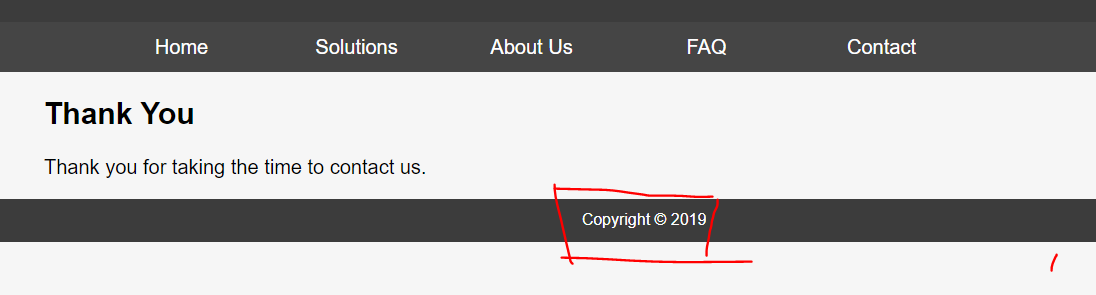 Home Solutions About Us FAQ Contact
Thank You
Thank you for taking the time to contact us.
Copyright © 2019